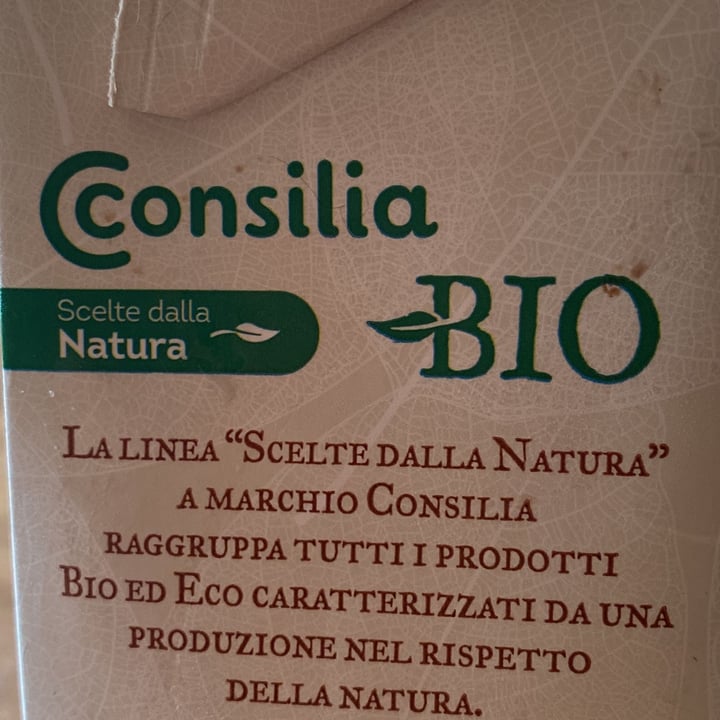 Consilia
Scelte dalla
Natura
BIO
La linea “Scelte dalla Natura”
a marchio Consilia
raggruppa tutti i prodotti
Bio ed Eco caratterizzati da una
produzione nel rispetto
della natura.